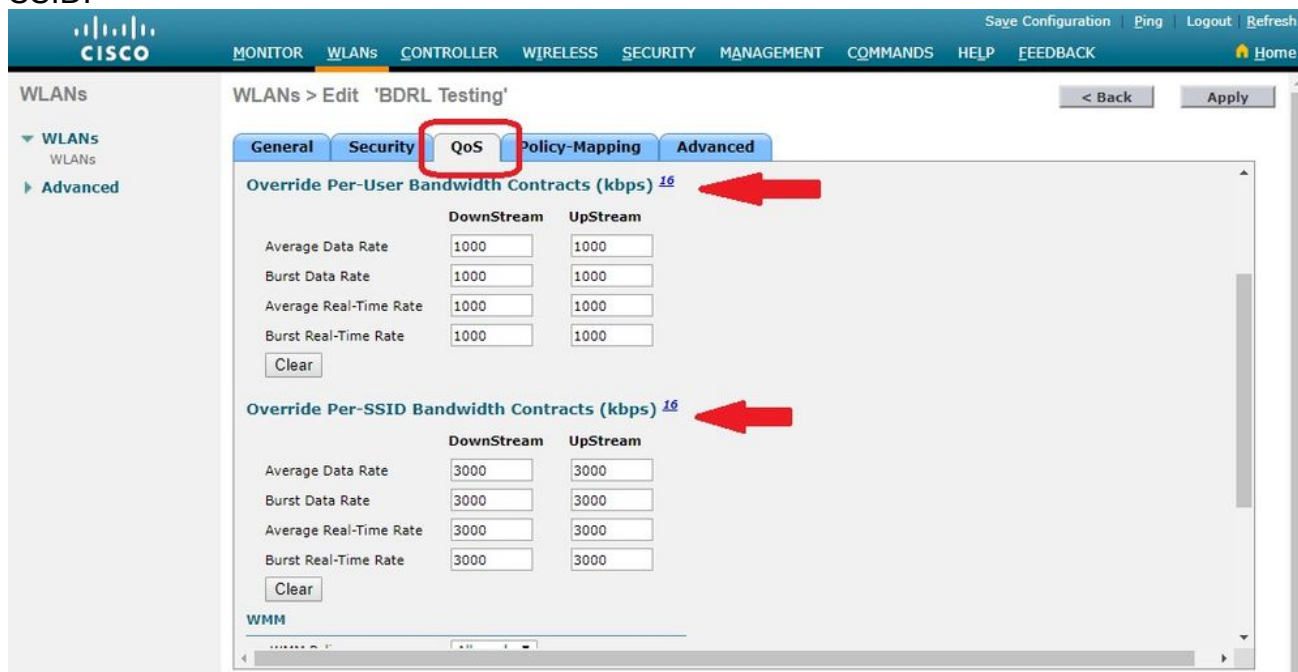 SSID.
Save Configuration Ping Logout Refresh
CISCO MONITOR WLANs CONTROLLER WIRELESS SECURITY MANAGEMENT COMMANDS HELP FEEDBACK Home
WLANs
WLANs > Edit 'BDRL Testing'
< Back Apply
WLANs
WLANs
Advanced
General Security QoS Policy-Mapping Advanced
Override Per-User Bandwidth Contracts (kbps) 16
DownStream UpStream
Average Data Rate 1000 1000
Burst Data Rate 1000 1000
Average Real-Time Rate 1000 1000
Burst Real-Time Rate 1000 1000
Clear
Override Per-SSID Bandwidth Contracts (kbps) 16
DownStream UpStream
Average Data Rate 3000 3000
Burst Data Rate 3000 3000
Average Real-Time Rate 3000 3000
Burst Real-Time Rate 3000 3000
Clear
WMM